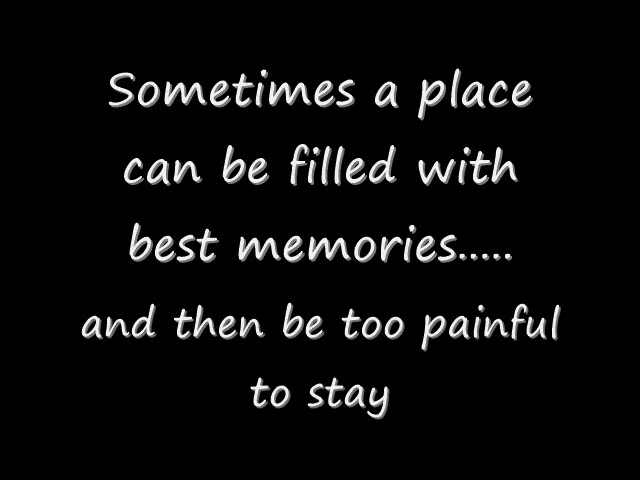 Sometimes a place
can be filled with
best memories.....
and then be too painful
to stay